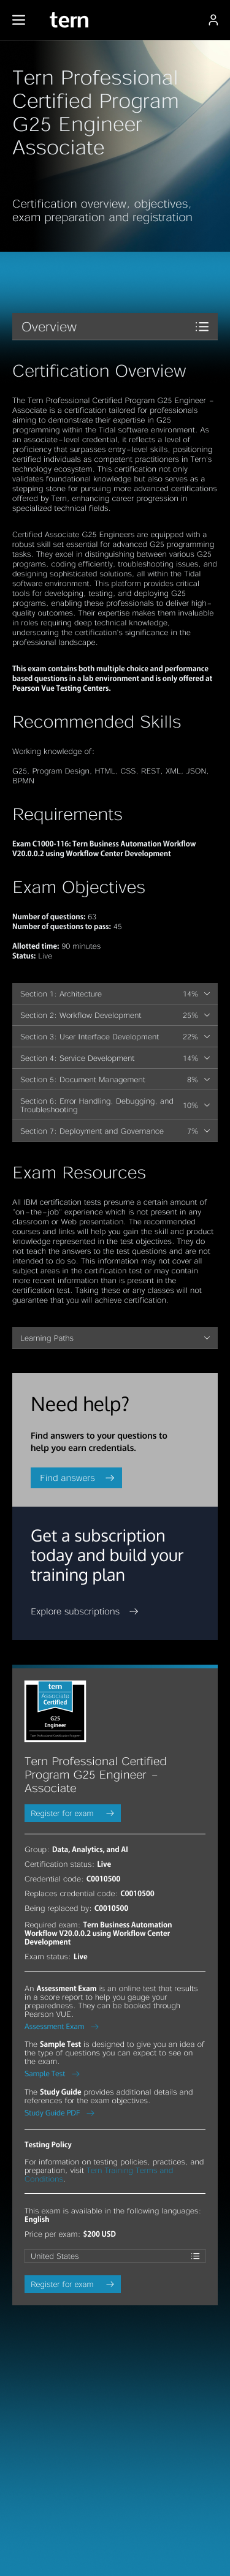 tern
Tern Professional
Certified Program
G25 Engineer
Associate
Certification overview, objectives,
exam preparation and registration
Overview
Certification Overview
The Tern Professional Certified Program G25 Engineer –
Associate is a certification tailored for professionals
aiming to demonstrate their expertise in G25
programming within the Tidal software environment. As
an associate-level credential, it reflects a level of
proficiency that surpasses entry-level skills, positioning
certified individuals as competent practitioners in Tern's
technology ecosystem. This certification not only
validates foundational knowledge but also serves as a
stepping stone for pursuing more advanced certifications
offered by Tern, enhancing career progression in
specialized technical fields.
Certified Associate G25 Engineers are equipped with a
robust skill set essential for advanced G25 programming
tasks. They excel in distinguishing between various G25
programs, coding efficiently, troubleshooting issues, and
designing sophisticated solutions, all within the Tidal
software environment. This platform provides critical
tools for developing, testing, and deploying G25
programs, enabling these professionals to deliver high-
quality outcomes. Their expertise makes them invaluable
in roles requiring deep technical knowledge,
underscoring the certification's significance in the
professional landscape.
This exam contains both multiple choice and performance
based questions in a lab environment and is only offered at
Pearson Vue Testing Centers.
Recommended Skills
Working knowledge of:
G25, Program Design, HTML, CSS, REST, XML, JSON,
BPMN
Requirements
Exam C1000-116: Tern Business Automation Workflow
V20.0.0.2 using Workflow Center Development
Exam Objectives
Number of questions: 63
Number of questions to pass: 45
Allotted time: 90 minutes
Status: Live
Section 1: Architecture 14%
Section 2: Workflow Development 25%
Section 3: User Interface Development 22%
Section 4: Service Development 14%
Section 5: Document Management 8%
Section 6: Error Handling, Debugging, and
Troubleshooting 10%
Section 7: Deployment and Governance 7%
Exam Resources
All IBM certification tests presume a certain amount of
"on-the-job" experience which is not present in any
classroom or Web presentation. The recommended
courses and links will help you gain the skill and product
knowledge represented in the test objectives. They do
not teach the answers to the test questions and are not
intended to do so. This information may not cover all
subject areas in the certification test or may contain
more recent information than is present in the
certification test. Taking these or any classes will not
guarantee that you will achieve certification.
Learning Paths
Need help?
Find answers to your questions to
help you earn credentials.
Find answers
Get a subscription
today and build your
training plan
Explore subscriptions
tern
Associate
Certified
G25
Engineer
Tern Professional Certified
Program G25 Engineer –
Associate
Register for exam
Group: Data, Analytics, and AI
Certification status: Live
Credential code: C0010500
Replaces credential code: C0010500
Being replaced by: C0010500
Required exam: Tern Business Automation
Workflow V20.0.0.2 using Workflow Center
Development
Exam status: Live
An Assessment Exam is an online test that results
in a score report to help you gauge your
preparedness. They can be booked through
Pearson VUE.
Assessment Exam
The Sample Test is designed to give you an idea of
the type of questions you can expect to see on
the exam.
Sample Test
The Study Guide provides additional details and
references for the exam objectives.
Study Guide PDF
Testing Policy
For information on testing policies, practices, and
preparation, visit Tern Training Terms and
Conditions.
This exam is available in the following languages:
English
Price per exam: $200 USD
United States
Register for exam